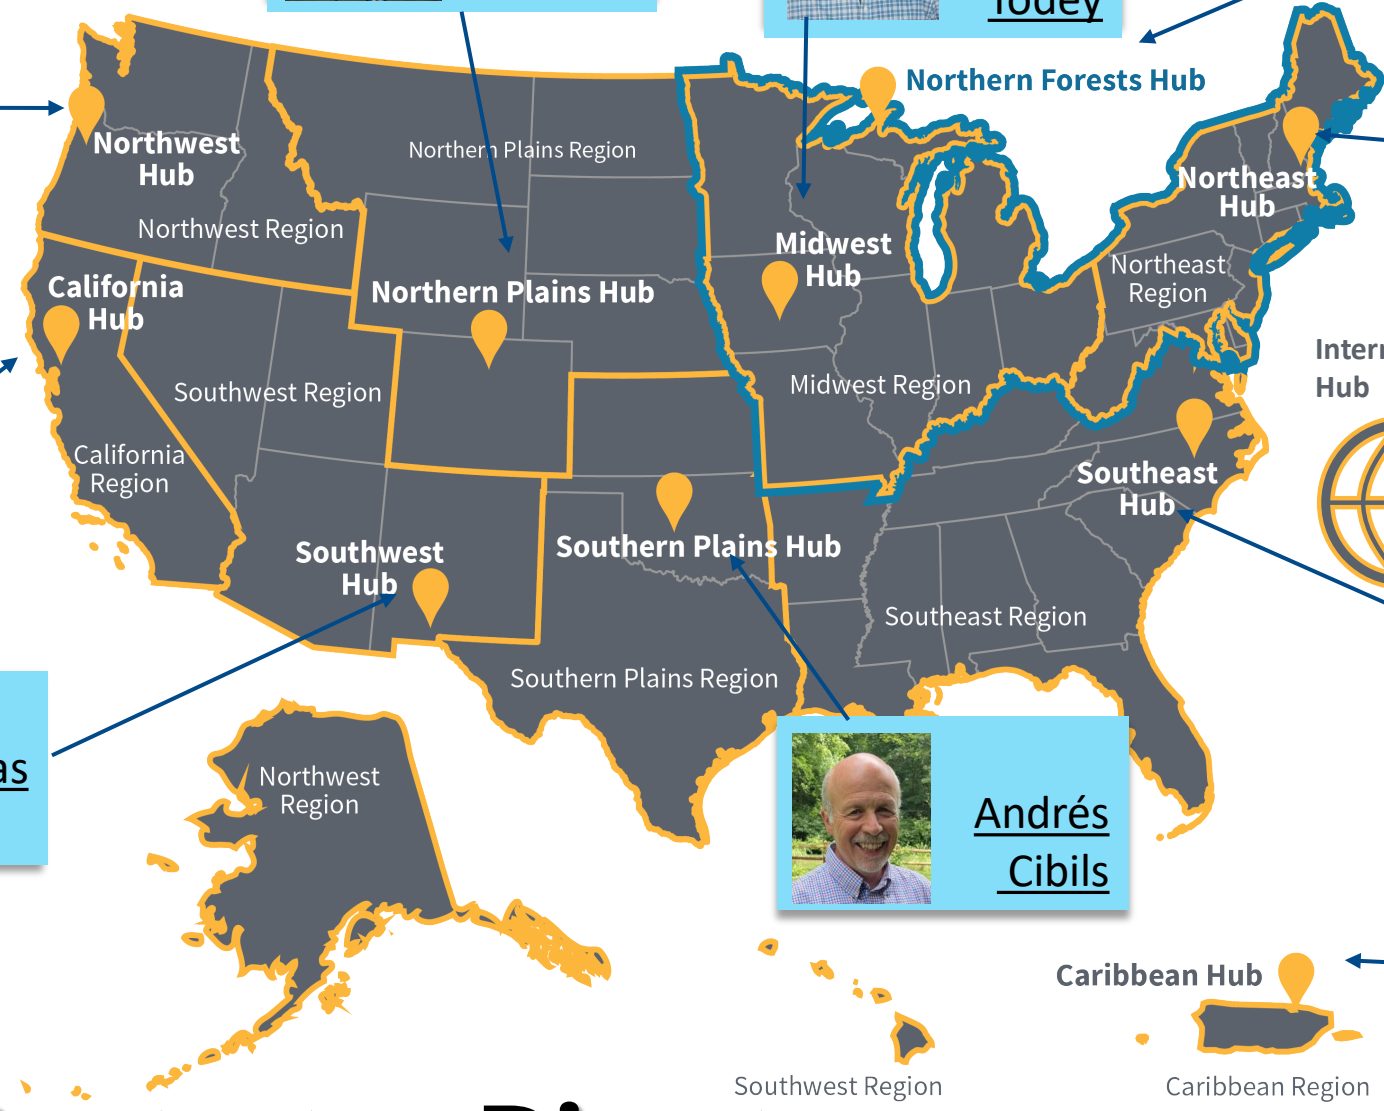 Todey
Northern Forests Hub
Northwest
Hub
Northern Plains Region
Northeast
Hub
Northwest Region
Midwest
Hub
Northeast
Region
California
Hub
Northern Plains Hub
Southwest Region
Midwest Region
Hub
California
Region
Southeast
Hub
Southwest
Hub
Southern Plains Hub
Southeast Region
Southern Plains Region
Northwest
Region
Andrés
Cibils
Caribbean Hub
Southwest Region
Caribbean Region